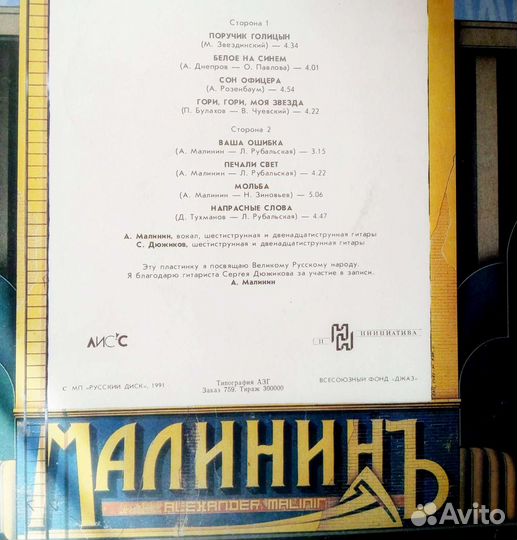 Сторона 1
ПОРУЧИК ГОЛИЦЫН
(М. Звездинский) — 4.34
БЕЛОЕ НА СИНЕМ
(А. Днепров — О. Павлова) — 4.01
СОН ОФИЦЕРА
(А. Розенбаум) — 4.54
ГОРИ, ГОРИ, МОЯ ЗВЕЗДА
(П. Булахов — В. Чуевский) — 4.22
Сторона 2
ВАША ОШИБКА
(А. Малинин — Л. Рубальская) — 3.15
ПЕЧАЛИ СВЕТ
(А. Малинин — Л. Рубальская) — 4.22
МОЛЬБА
(А. Малинин — Н. Зиновьев) — 5.06
НАПРАСНЫЕ СЛОВА
(Д. Тухманов — Л. Рубальская) — 4.47
А. Малинин, вокал, шестиструнная и двенадцатиструнная гитары
С. Дюжиков, шестиструнная и двенадцатиструнная гитары
Эту пластинку я посвящаю Великому Русскому народу.
Я благодарю гитариста Сергея Дюжикова за участие в записи.
А. Малинин
ЛИС'С
ИНИЦИАТИВА
С МП «РУССКИЙ ДИСК», 1991
Типография АЗГ
Заказ 759. Тираж 300000
ВСЕСОЮЗНЫЙ ФОНД «ДЖАЗ»
МАЛИНИНЪ
ALEXANDER MALININ
Avito